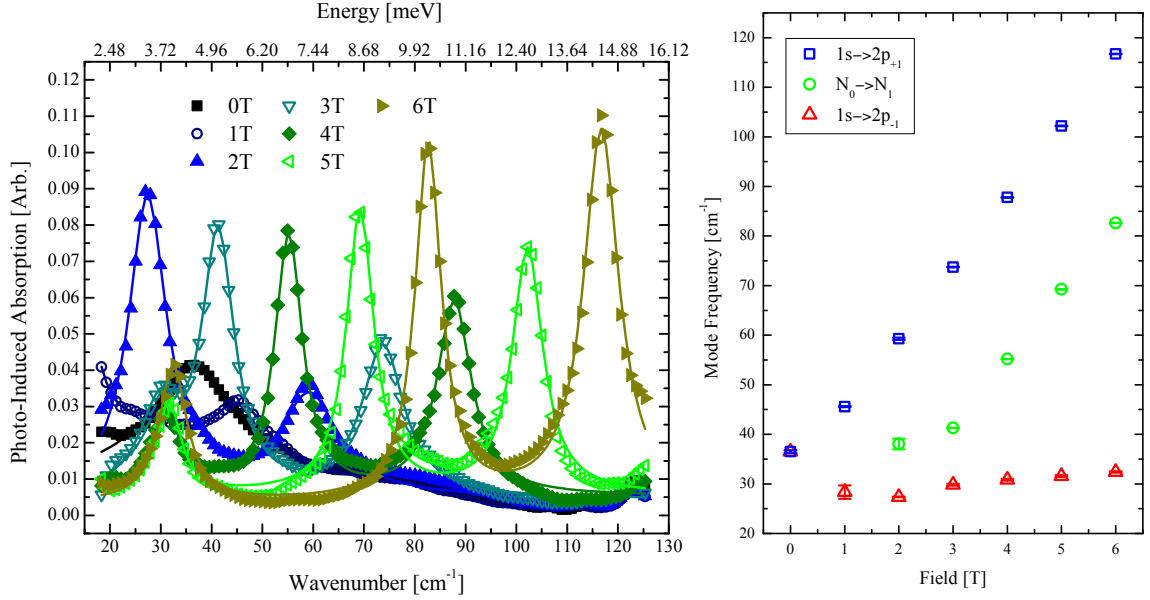 Energy [meV]
2.48 3.72 4.96 6.20 7.44 8.68 9.92 11.16 12.40 13.64 14.88 16.12
0.12
0.11
0.10
0.09
0.08
0.07
0.06
0.05
0.04
0.03
0.02
0.01
0.00
Photo-Induced Absorption [Arb.]
0T 3T 6T
1T 4T
2T 5T
20 30 40 50 60 70 80 90 100 110 120 130
Wavenumber [cm⁻¹]
120
110
100
90
80
70
60
50
40
30
20
Mode Frequency [cm⁻¹]
1s->2p₊₁
N₀->N₁
1s->2p₋₁
0 1 2 3 4 5 6
Field [T]